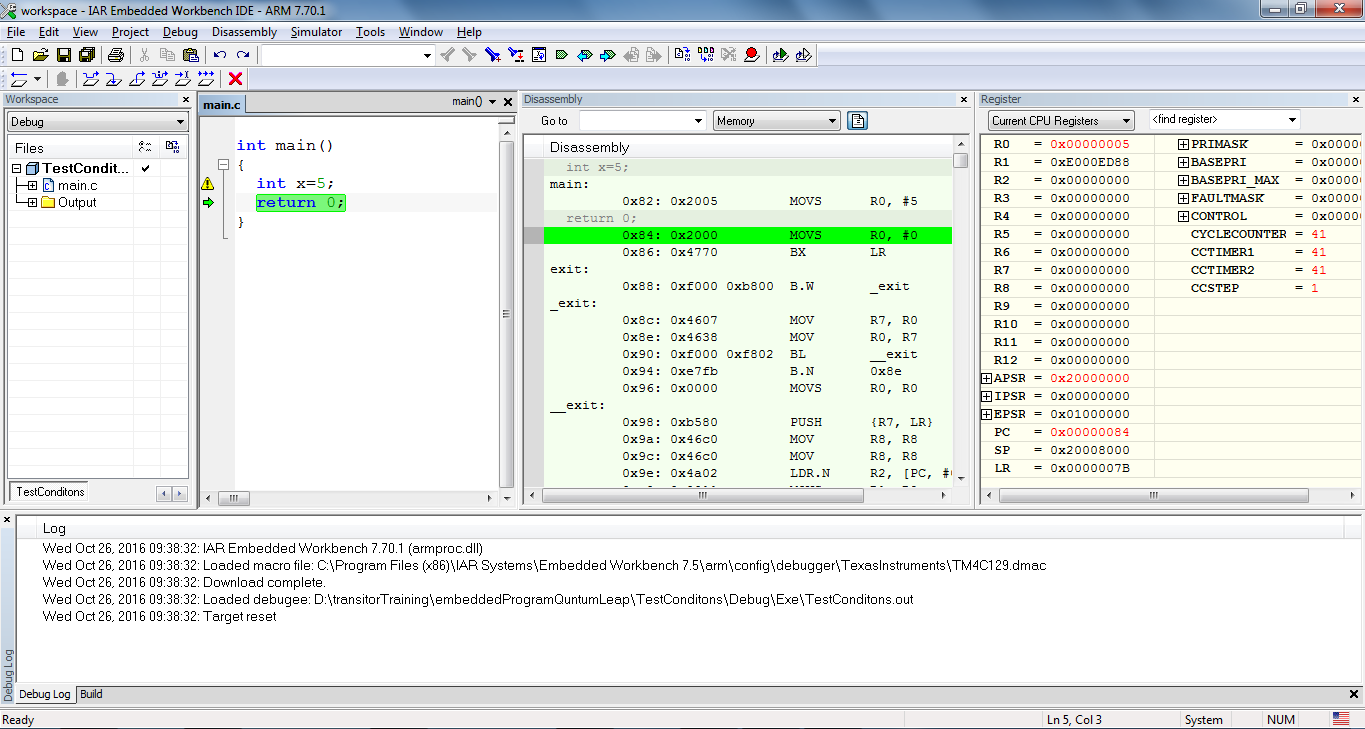 workspace - IAR Embedded Workbench IDE - ARM 7.70.1
File Edit View Project Debug Disassembly Simulator Tools Window Help
Workspace
Debug
Files
TestCondit...
main.c
Output
TestConditons
main.c
main()
int main()
{
int x=5;
return 0;
}
Disassembly
Go to
Memory
Disassembly
int x=5;
main:
0x82: 0x2005 MOVS R0, #5
return 0;
0x84: 0x2000 MOVS R0, #0
0x86: 0x4770 BX LR
exit:
0x88: 0xf000 0xb800 B.W _exit
_exit:
0x8c: 0x4607 MOV R7, R0
0x8e: 0x4638 MOV R0, R7
0x90: 0xf000 0xf802 BL __exit
0x94: 0xe7fb B.N 0x8e
0x96: 0x0000 MOVS R0, R0
__exit:
0x98: 0xb580 PUSH {R7, LR}
0x9a: 0x46c0 MOV R8, R8
0x9c: 0x46c0 MOV R8, R8
0x9e: 0x4a02 LDR.N R2, [PC, #
Register
Current CPU Registers
<find register>
R0 = 0x00000005
R1 = 0xE000ED88
R2 = 0x00000000
R3 = 0x00000000
R4 = 0x00000000
R5 = 0x00000000
R6 = 0x00000000
R7 = 0x00000000
R8 = 0x00000000
R9 = 0x00000000
R10 = 0x00000000
R11 = 0x00000000
R12 = 0x00000000
APSR = 0x20000000
IPSR = 0x00000000
EPSR = 0x01000000
PC = 0x00000084
SP = 0x20008000
LR = 0x0000007B
PRIMASK = 0x0000
BASEPRI = 0x0000
BASEPRI_MAX = 0x0000
FAULTMASK = 0x0000
CONTROL = 0x0000
CYCLECOUNTER = 41
CCTIMER1 = 41
CCTIMER2 = 41
CCSTEP = 1
Log
Wed Oct 26, 2016 09:38:32: IAR Embedded Workbench 7.70.1 (armproc.dll)
Wed Oct 26, 2016 09:38:32: Loaded macro file: C:\Program Files (x86)\IAR Systems\Embedded Workbench 7.5\arm\config\debugger\TexasInstruments\TM4C129.dmac
Wed Oct 26, 2016 09:38:32: Download complete.
Wed Oct 26, 2016 09:38:32: Loaded debugee: D:\transitorTraining\embeddedProgramQuntumLeap\TestConditons\Debug\Exe\TestConditons.out
Wed Oct 26, 2016 09:38:32: Target reset
Debug Log
Debug Log Build
Ready
Ln 5, Col 3
System
NUM